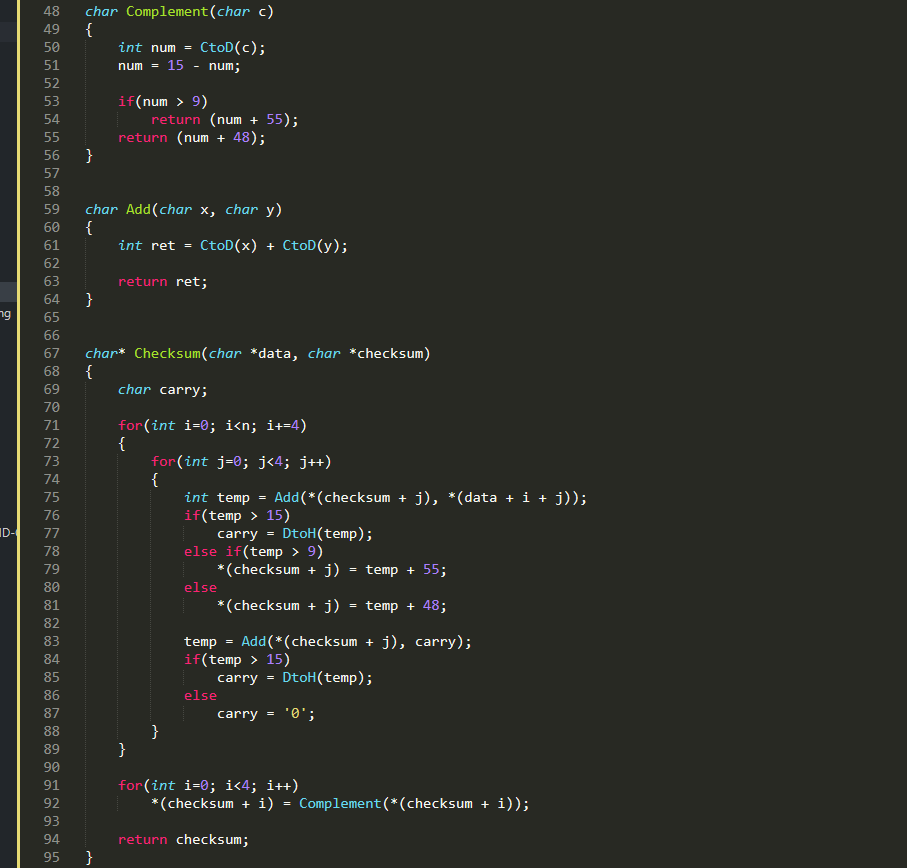 48 char Complement(char c)
49 {
50     int num = CtoD(c);
51     num = 15 - num;
52
53     if(num > 9)
54         return (num + 55);
55     return (num + 48);
56 }
57
58
59 char Add(char x, char y)
60 {
61     int ret = CtoD(x) + CtoD(y);
62
63     return ret;
64 }
65
66
67 char* Checksum(char *data, char *checksum)
68 {
69     char carry;
70
71     for(int i=0; i<n; i+=4)
72     {
73         for(int j=0; j<4; j++)
74         {
75             int temp = Add(*(checksum + j), *(data + i + j));
76             if(temp > 15)
77                 carry = DtoH(temp);
78             else if(temp > 9)
79                 *(checksum + j) = temp + 55;
80             else
81                 *(checksum + j) = temp + 48;
82
83             temp = Add(*(checksum + j), carry);
84             if(temp > 15)
85                 carry = DtoH(temp);
86             else
87                 carry = '0';
88         }
89     }
90
91     for(int i=0; i<4; i++)
92         *(checksum + i) = Complement(*(checksum + i));
93
94     return checksum;
95 }